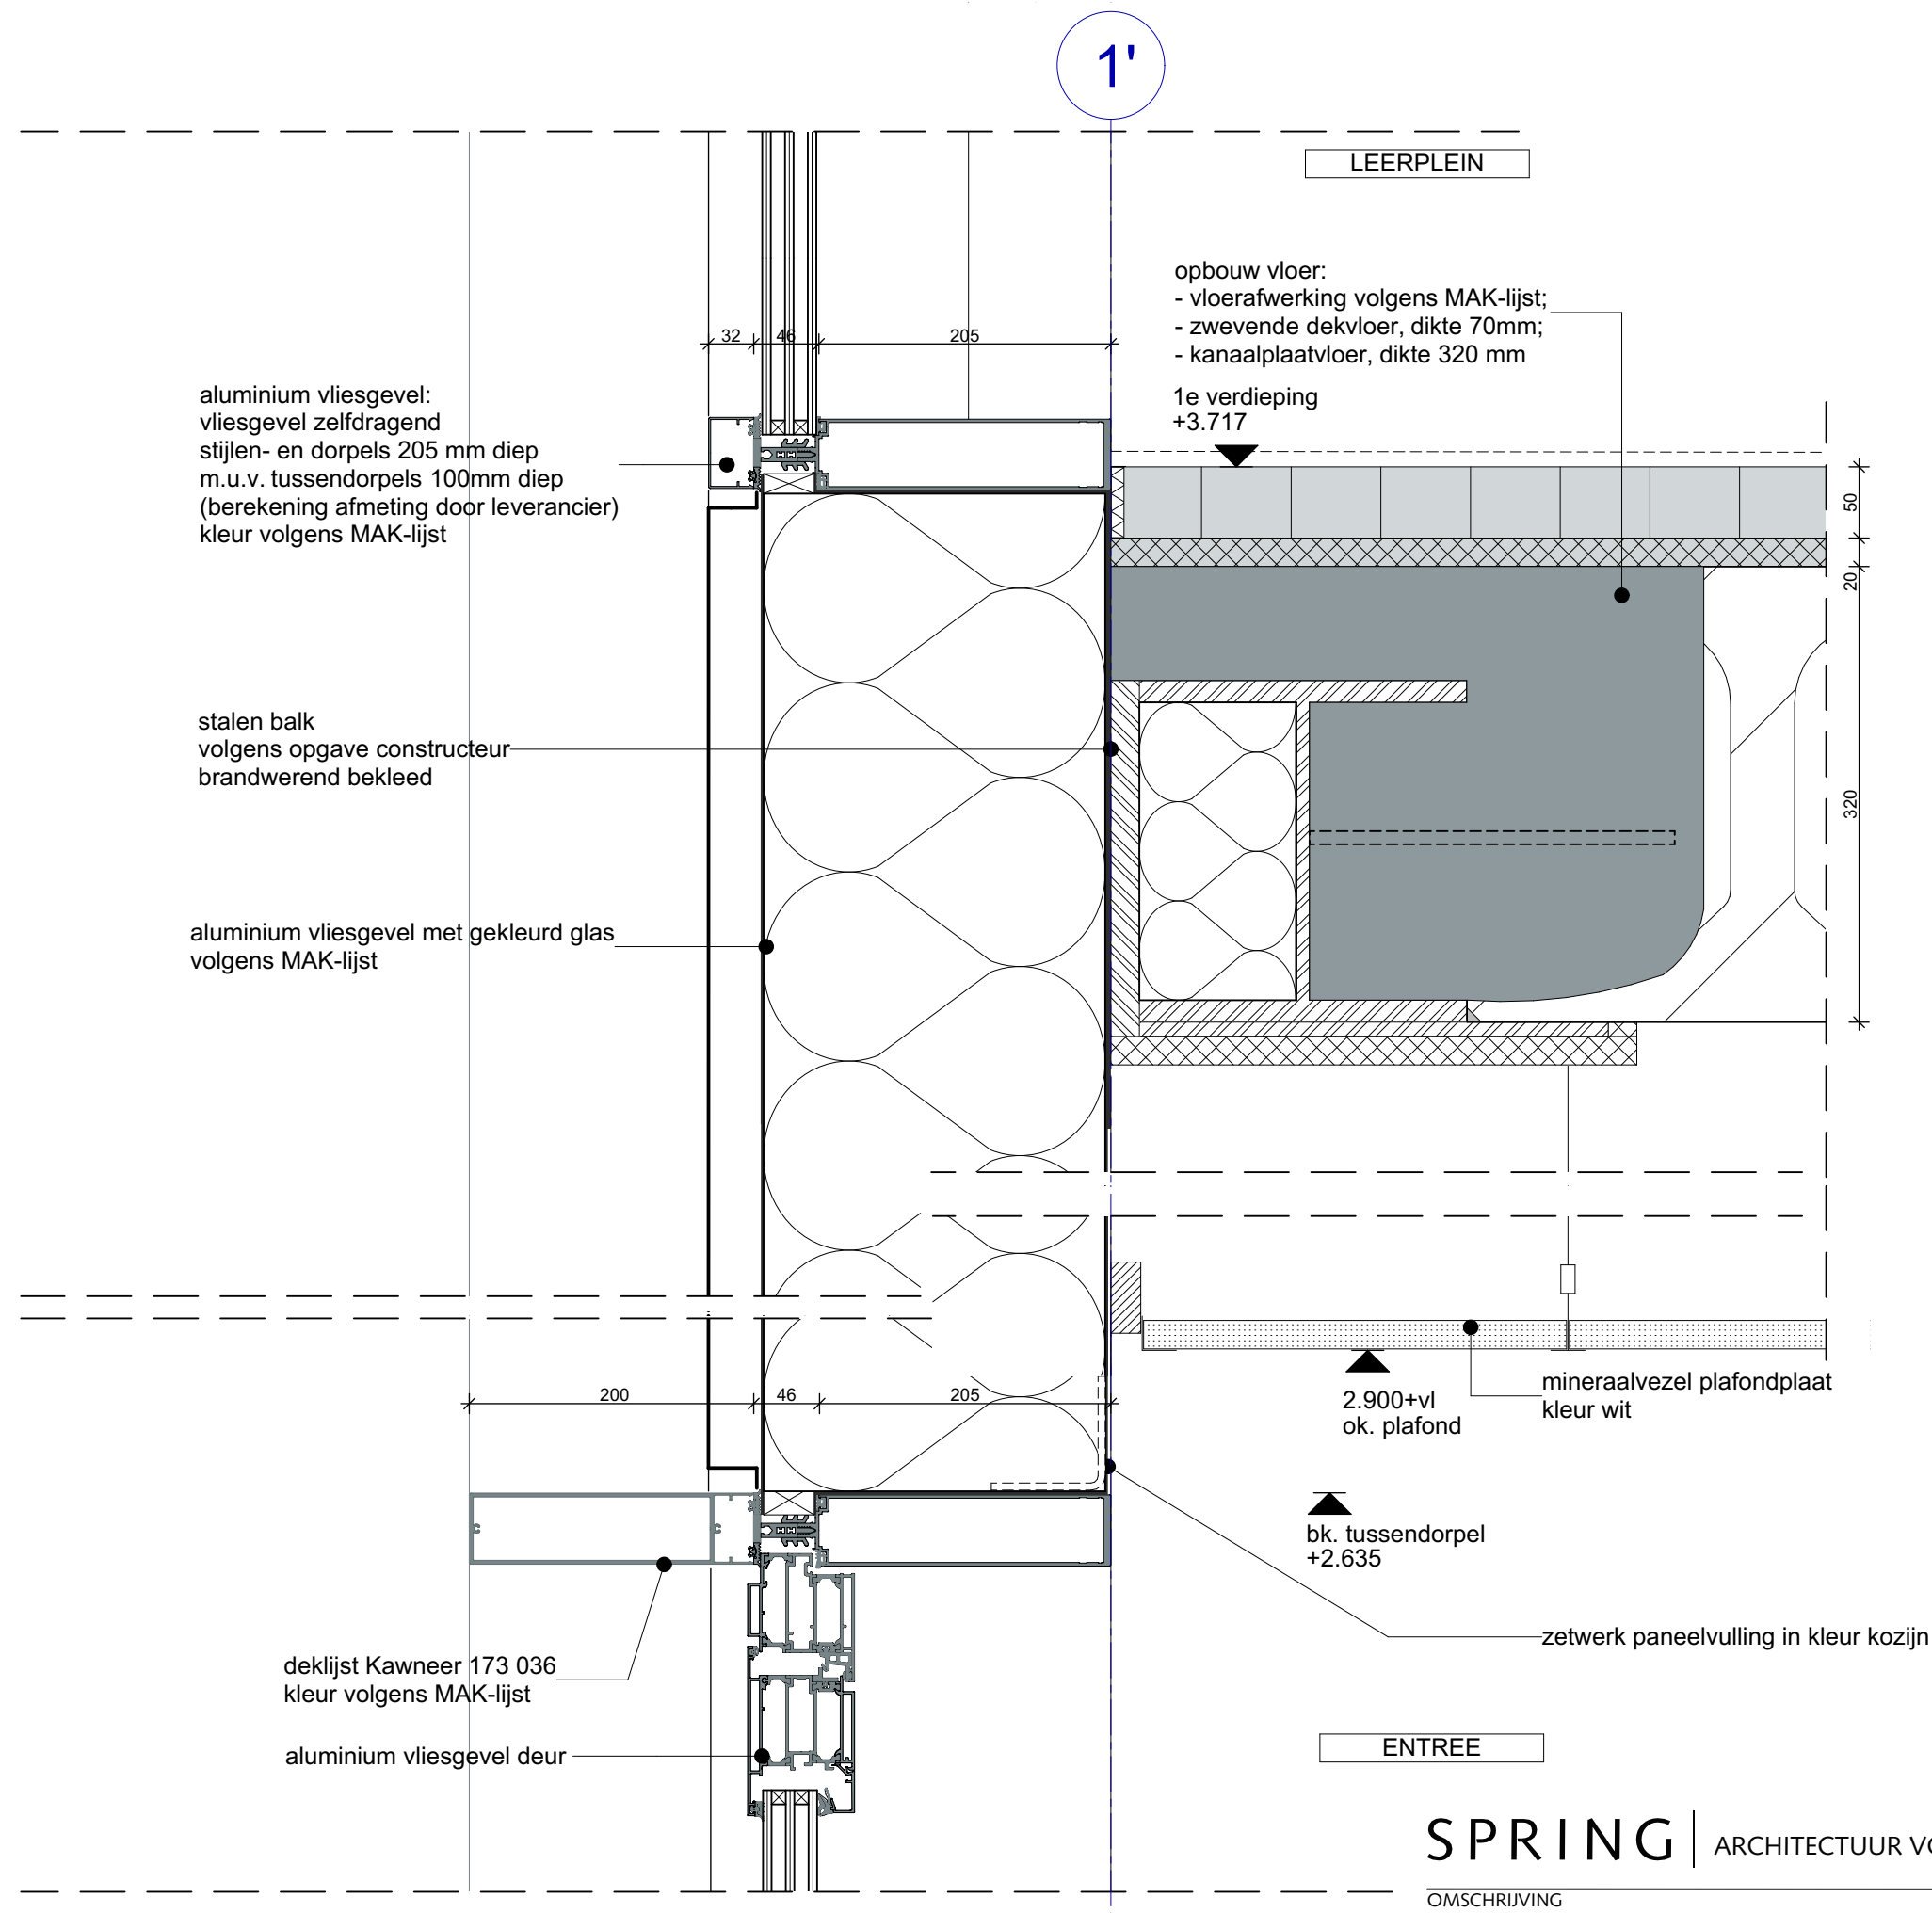 1'
LEERPLEIN
opbouw vloer:
- vloerafwerking volgens MAK-lijst;
- zwevende dekvloer, dikte 70mm;
- kanaalplaatvloer, dikte 320 mm
1e verdieping
+3.717
32
46
205
aluminium vliesgevel:
vliesgevel zelfdragend
stijlen- en dorpels 205 mm diep
m.u.v. tussendorpels 100mm diep
(berekening afmeting door leverancier)
kleur volgens MAK-lijst
50
20
320
stalen balk
volgens opgave constructeur
brandwerend bekleed
aluminium vliesgevel met gekleurd glas
volgens MAK-lijst
200
46
205
2.900+vl
ok. plafond
mineraalvezel plafondplaat
kleur wit
bk. tussendorpel
+2.635
zetwerk paneelvulling in kleur kozijn
deklijst Kawneer 173 036
kleur volgens MAK-lijst
aluminium vliesgevel deur
ENTREE
SPRING
ARCHITECTUUR VO
OMSCHRIJVING